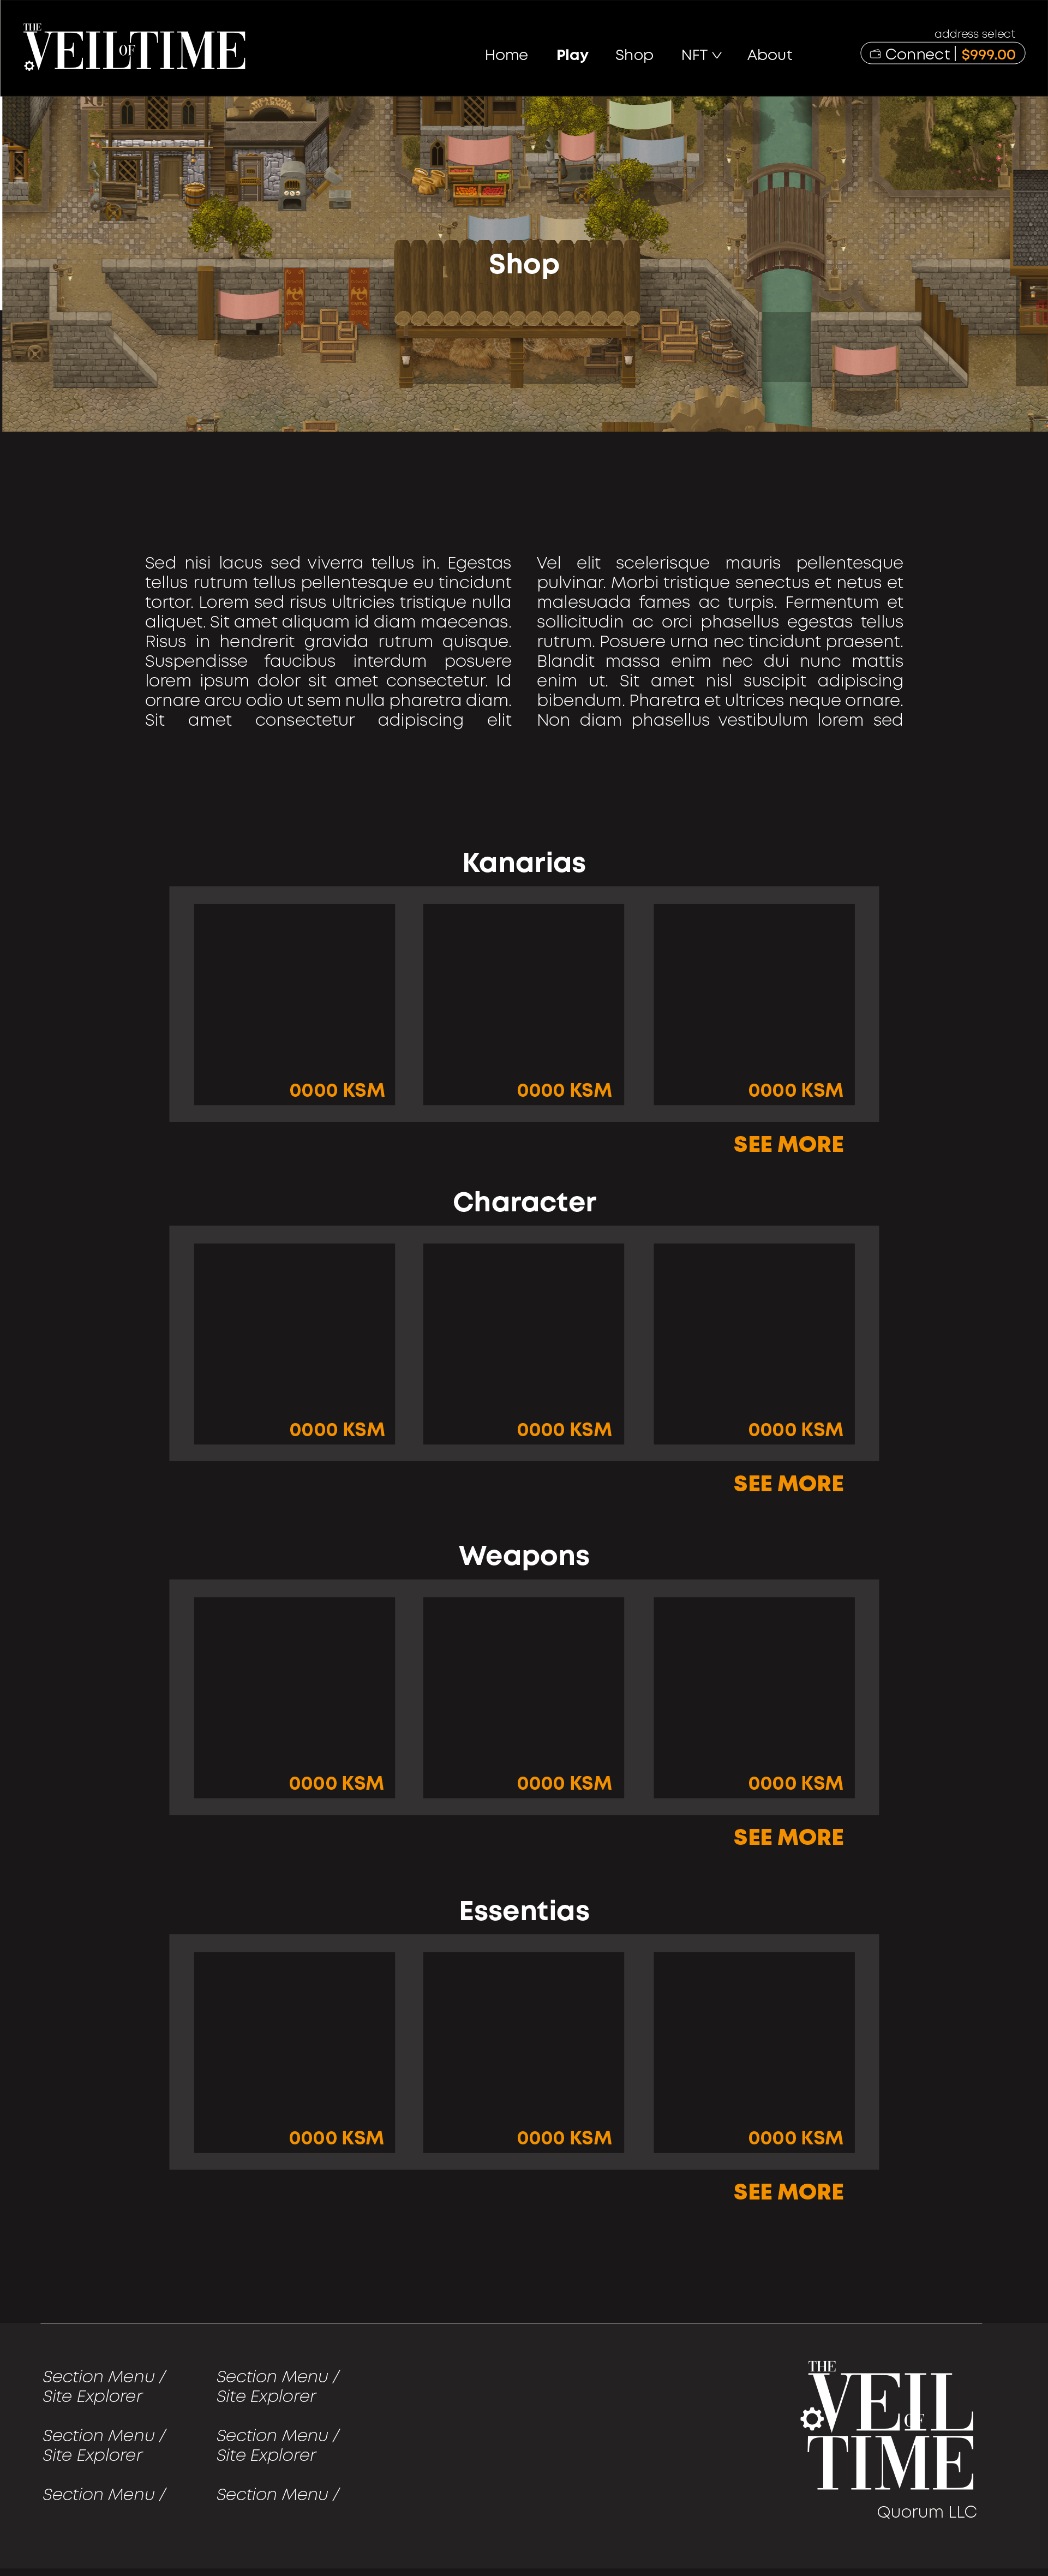 THE VEIL OF TIME
address select
Home Play Shop NFT About
Connect | $999.00
Shop
Sed nisi lacus sed viverra tellus in. Egestas
tellus rutrum tellus pellentesque eu tincidunt
tortor. Lorem sed risus ultricies tristique nulla
aliquet. Sit amet aliquam id diam maecenas.
Risus in hendrerit gravida rutrum quisque.
Suspendisse faucibus interdum posuere
lorem ipsum dolor sit amet consectetur. Id
ornare arcu odio ut sem nulla pharetra diam.
Sit amet consectetur adipiscing elit
Vel elit scelerisque mauris pellentesque
pulvinar. Morbi tristique senectus et netus et
malesuada fames ac turpis. Fermentum et
sollicitudin ac orci phasellus egestas tellus
rutrum. Posuere urna nec tincidunt praesent.
Blandit massa enim nec dui nunc mattis
enim ut. Sit amet nisl suscipit adipiscing
bibendum. Pharetra et ultrices neque ornare.
Non diam phasellus vestibulum lorem sed
Kanarias
0000 KSM 0000 KSM 0000 KSM
SEE MORE
Character
0000 KSM 0000 KSM 0000 KSM
SEE MORE
Weapons
0000 KSM 0000 KSM 0000 KSM
SEE MORE
Essentias
0000 KSM 0000 KSM 0000 KSM
SEE MORE
Section Menu /
Site Explorer
Section Menu /
Site Explorer
Section Menu /
Section Menu /
Site Explorer
Section Menu /
Site Explorer
Section Menu /
THE
VEIL
OF
TIME
Quorum LLC